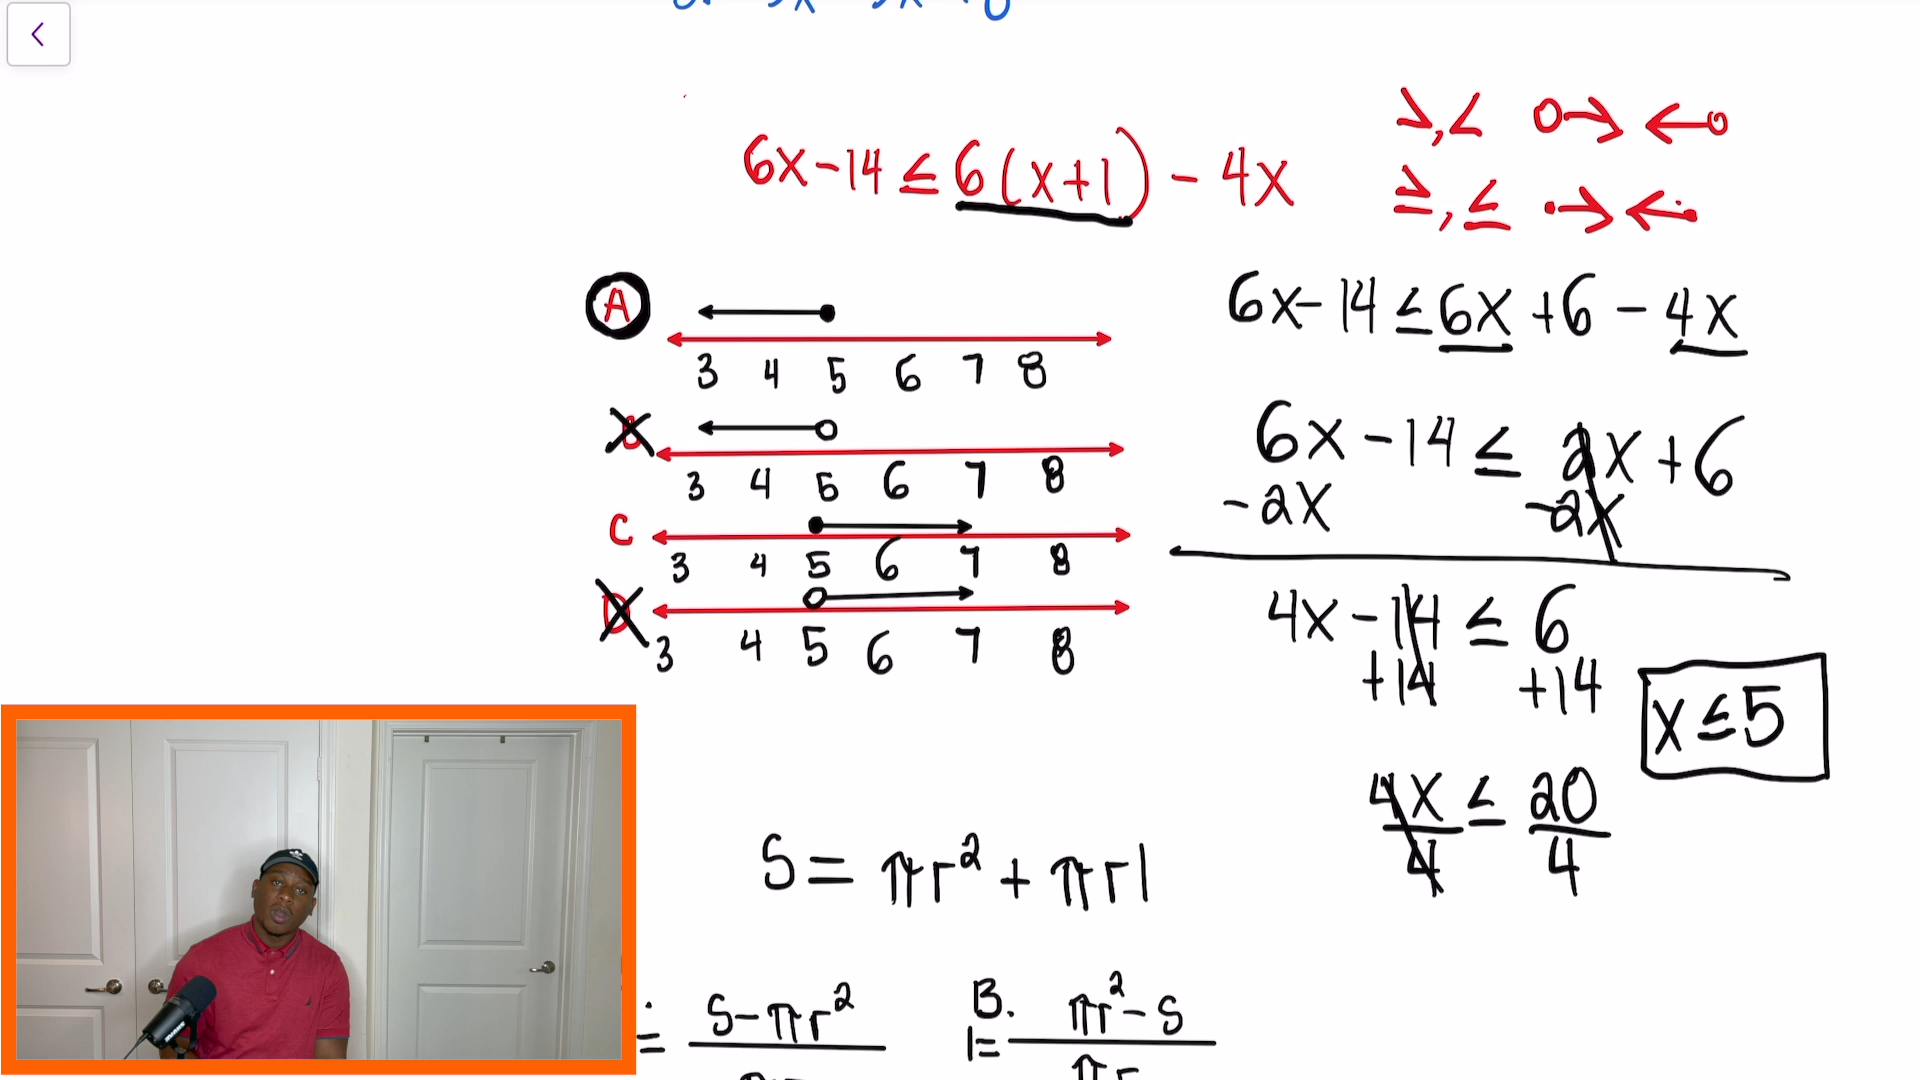 >, < o→ ←o
6x-14 ≤ 6(x+1) - 4x
≥, ≤ •→ ←•
A
3 4 5 6 7 8
3 4 5 6 7 8
C
3 4 5 6 7 8
D
3 4 5 6 7 8
6x-14 ≤ 6x +6 - 4x
6x-14 ≤ 2x+6
-2x -2x
4x-14 ≤ 6
+14 +14
x≤5
4x ≤ 20
4 4
S = πr² + πrl
= S-πr²
B.
l= πr²-S
πr